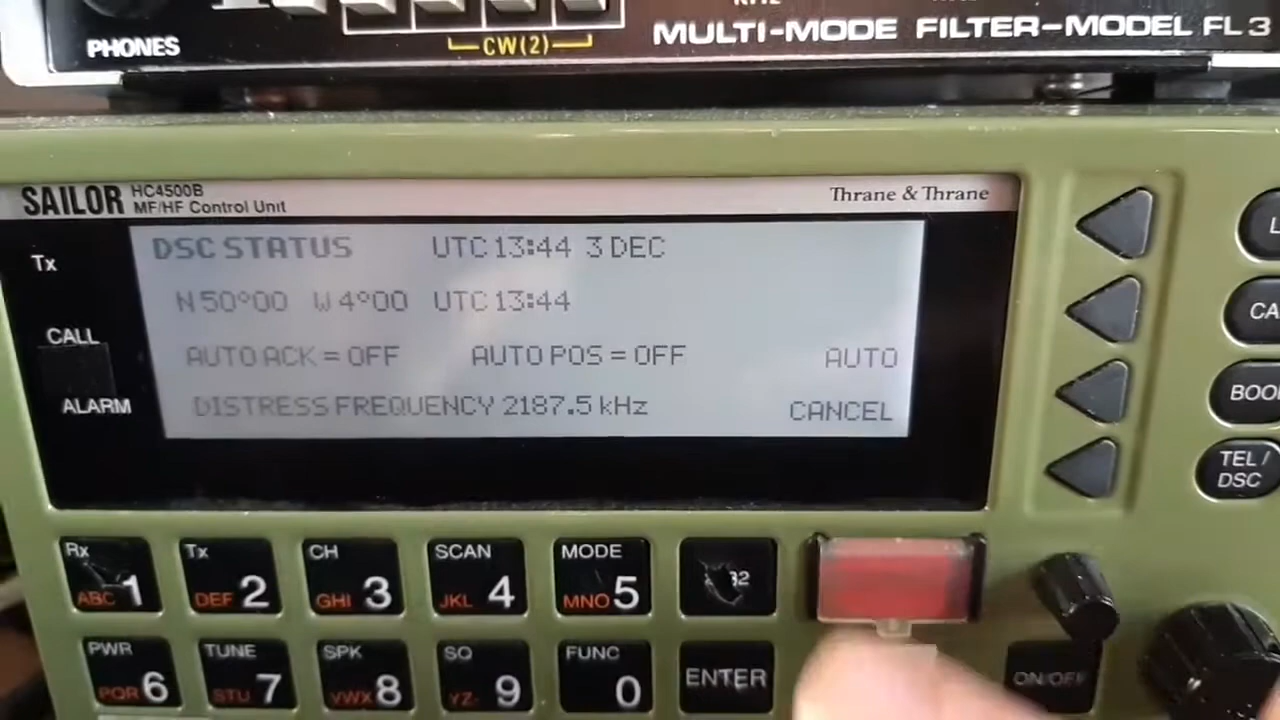 PHONES
CW(2)
MULTI-MODE FILTER-MODEL FL3
SAILOR HC4500B
MF/HF Control Unit
Thrane & Thrane
Tx
CALL
ALARM
DSC STATUS UTC 13:44 3 DEC
N 50°00 W 4°00 UTC 13:44
AUTO ACK = OFF AUTO POS = OFF AUTO
DISTRESS FREQUENCY 2187.5 kHz CANCEL
L
CA
BOO
TEL/
DSC
Rx ABC 1
Tx DEF 2
CH GHI 3
SCAN JKL 4
MODE MNO 5
PWR PQR 6
TUNE STU 7
SPK VWX 8
SQ YZ 9
FUNC 0
ENTER
ON/OFF